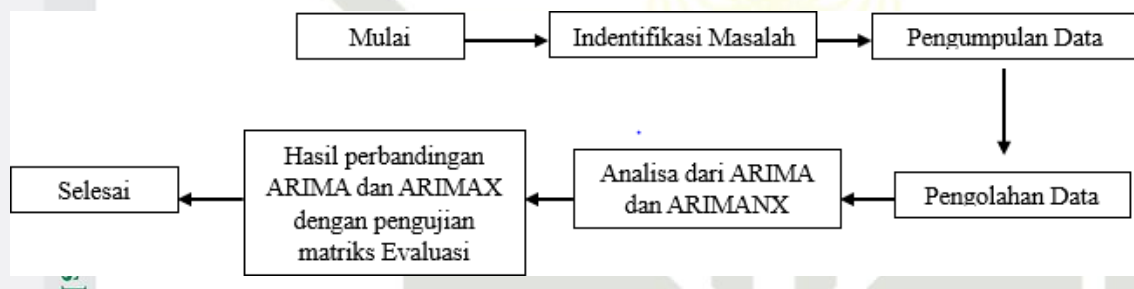 Mulai
Indentifikasi Masalah
Pengumpulan Data
Pengolahan Data
Analisa dari ARIMA
dan ARIMANX
Hasil perbandingan
ARIMA dan ARIMAX
dengan pengujian
matriks Evaluasi
Selesai